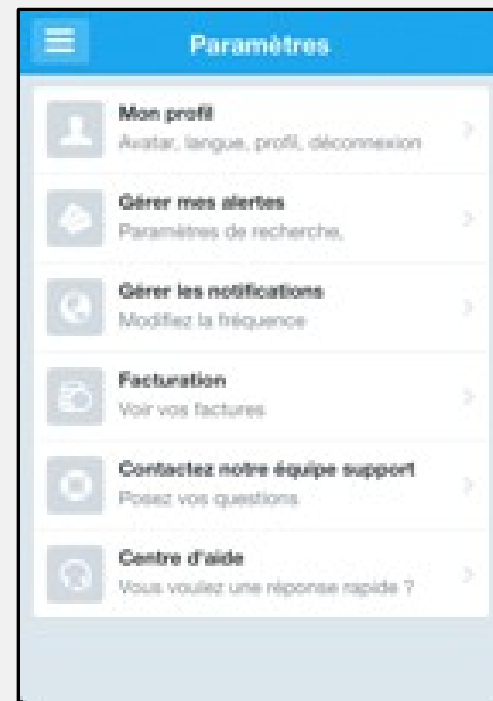 Paramètres
Mon profil
Avatar, langue, profil, déconnexion
Gérer mes alertes
Paramètres de recherche,
Gérer les notifications
Modifiez la fréquence
Facturation
Voir vos factures
Contactez notre équipe support
Posez vos questions
Centre d'aide
Vous voulez une réponse rapide ?